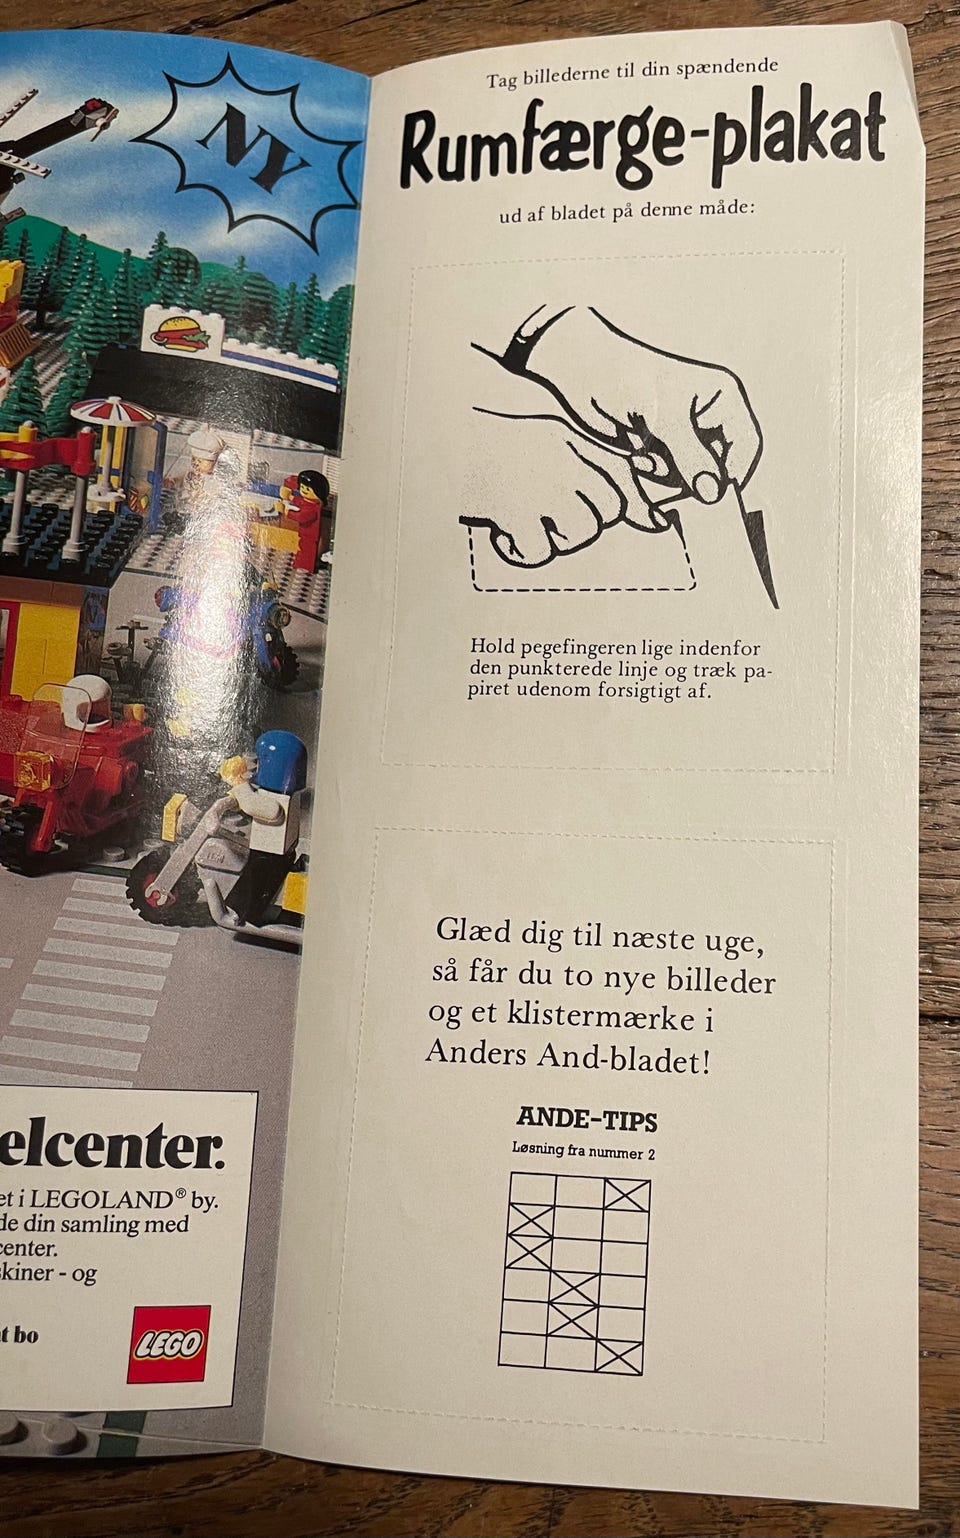 NY
elcenter.
et i LEGOLAND® by.
de din samling med
center.
skiner - og
t bo
LEGO
Tag billederne til din spændende
Rumfærge-plakat
ud af bladet på denne måde:
Hold pegefingeren lige indenfor
den punkterede linje og træk pa-
piret udenom forsigtigt af.
Glæd dig til næste uge,
så får du to nye billeder
og et klistermærke i
Anders And-bladet!
ANDE-TIPS
Løsning fra nummer 2